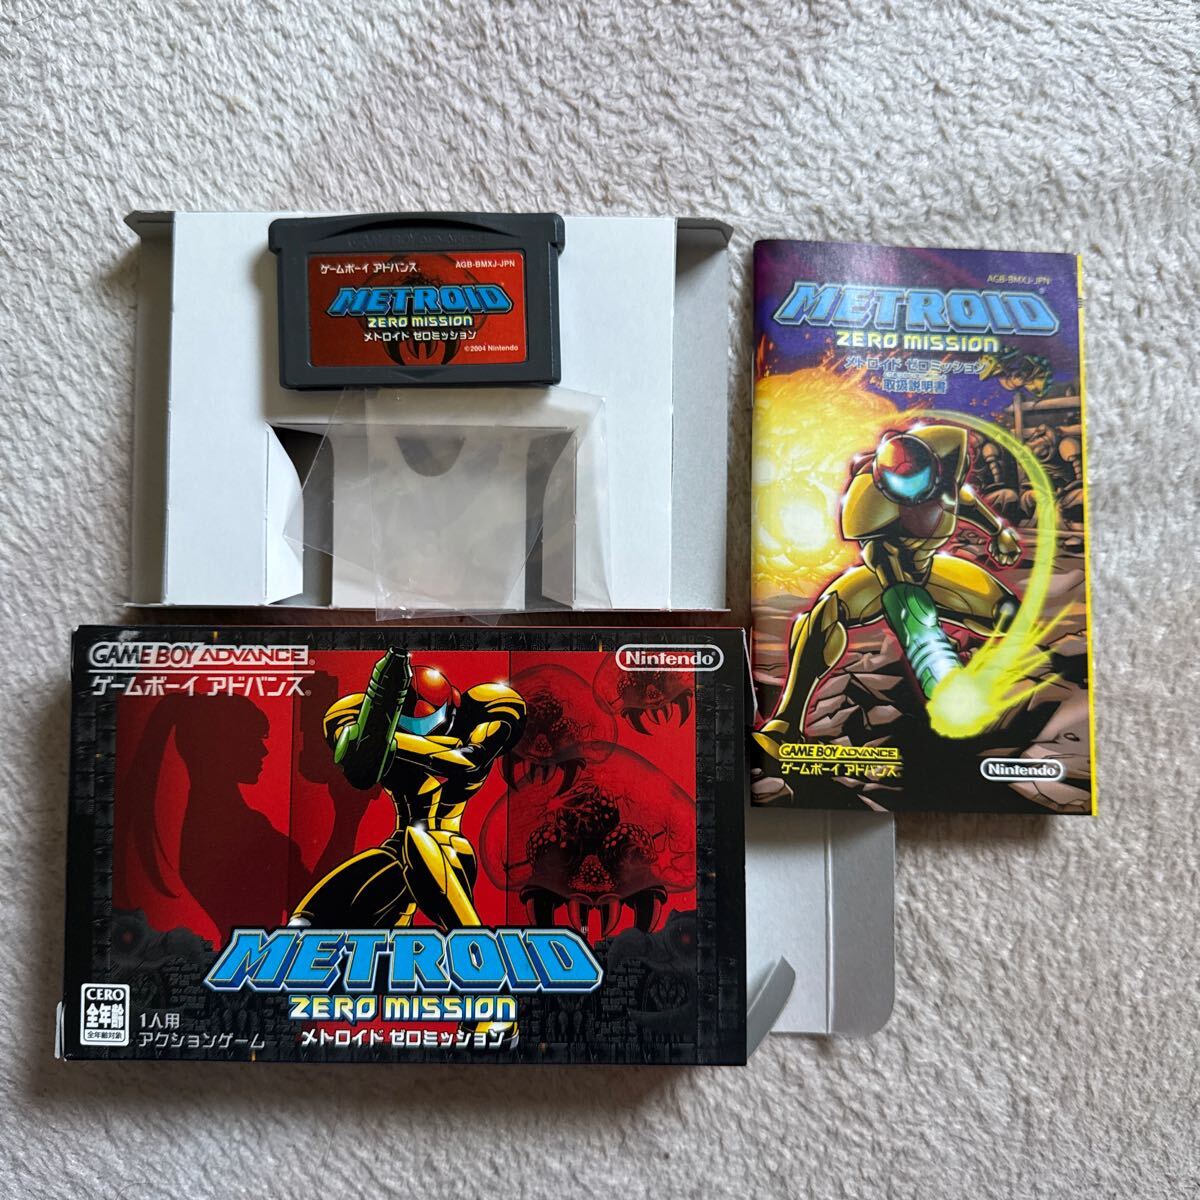 GAME BOY ADVANCE
ゲームボーイ アドバンス
AGB-BMXJ-JPN
METROID
ZERO MISSION
メトロイド ゼロミッション
©2004 Nintendo
AGB-BMXJ-JPN
METROID®
ZERO MISSION
メトロイド ゼロミッション
取扱説明書
GAME BOY ADVANCE
ゲームボーイ アドバンス
Nintendo
GAME BOY ADVANCE®
ゲームボーイ アドバンス®
Nintendo®
METROID®
ZERO MISSION
メトロイド ゼロミッション
CERO
全年齢
全年齢対象
1人用
アクションゲーム